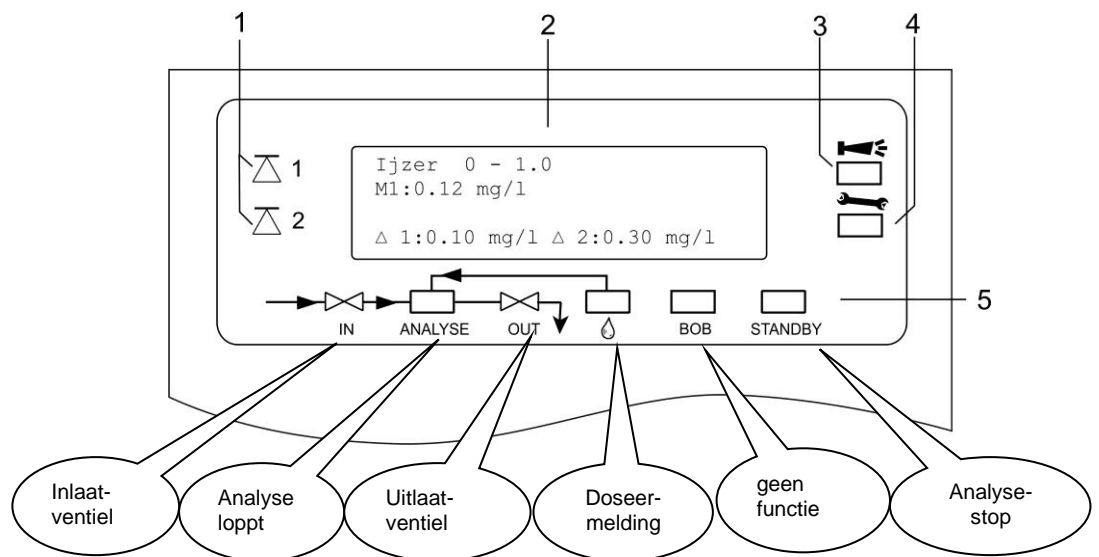 1 2 3 4
1
2
Ijzer 0 - 1.0
M1:0.12 mg/l
△ 1:0.10 mg/l △ 2:0.30 mg/l
5
IN ANALYSE OUT BOB STANDBY
Inlaat-
ventiel
Analyse
loppt
Uitlaat-
ventiel
Doseer-
melding
geen
functie
Analyse-
stop